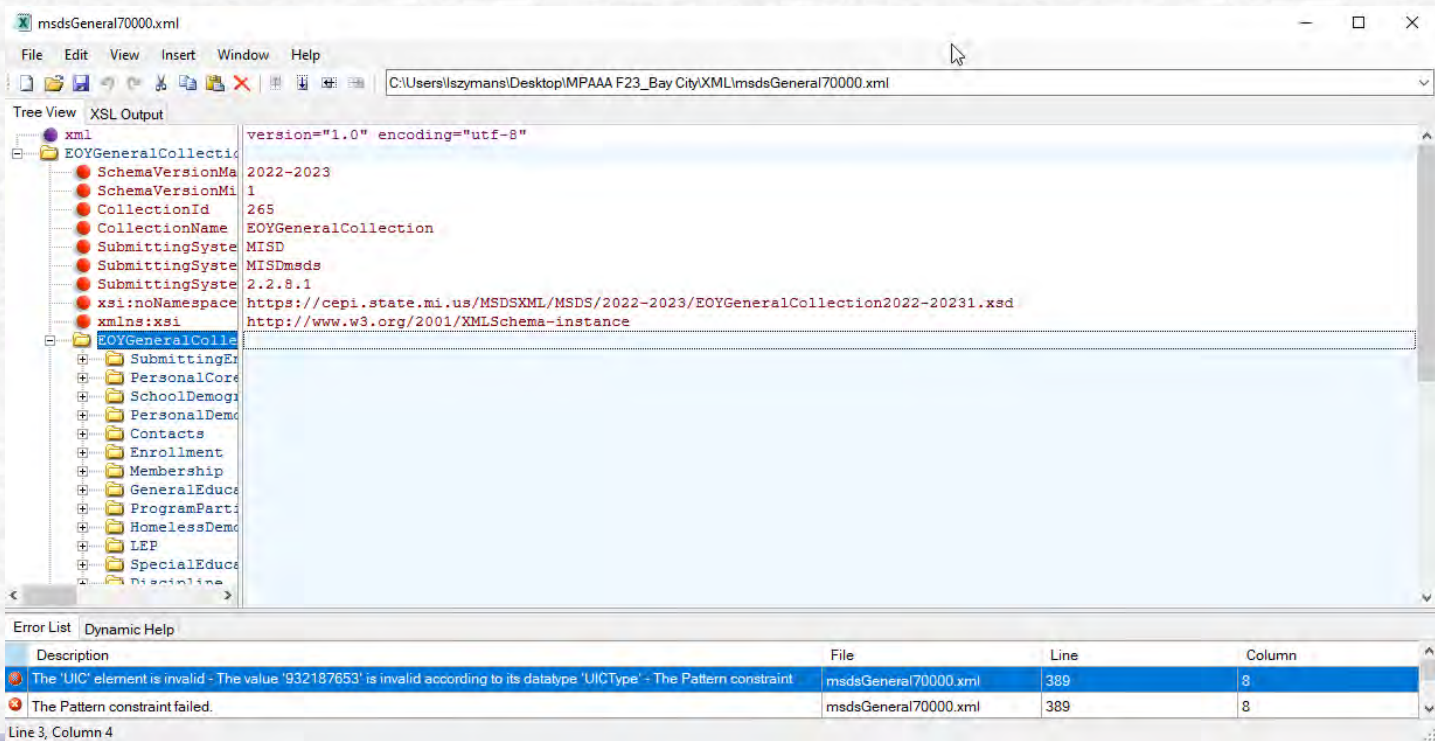 msdsGeneral70000.xml
File Edit View Insert Window Help
C:\Users\lszymans\Desktop\MPAAA F23_Bay City\XML\msdsGeneral70000.xml
Tree View XSL Output
xml version="1.0" encoding="utf-8"
EOYGeneralCollectio
SchemaVersionMa 2022-2023
SchemaVersionMi 1
CollectionId 265
CollectionName EOYGeneralCollection
SubmittingSyste MISD
SubmittingSyste MISDmsds
SubmittingSyste 2.2.8.1
xsi:noNamespace https://cepi.state.mi.us/MSDSXML/MSDS/2022-2023/EOYGeneralCollection2022-20231.xsd
xmlns:xsi http://www.w3.org/2001/XMLSchema-instance
EOYGeneralColle
SubmittingEn
PersonalCore
SchoolDemogr
PersonalDemo
Contacts
Enrollment
Membership
GeneralEduca
ProgramParti
HomelessDemo
LEP
SpecialEduca
Discipline
Error List Dynamic Help
Description File Line Column
The 'UIC' element is invalid - The value '932187653' is invalid according to its datatype 'UICType' - The Pattern constraint msdsGeneral70000.xml 389 8
The Pattern constraint failed. msdsGeneral70000.xml 389 8
Line 3, Column 4